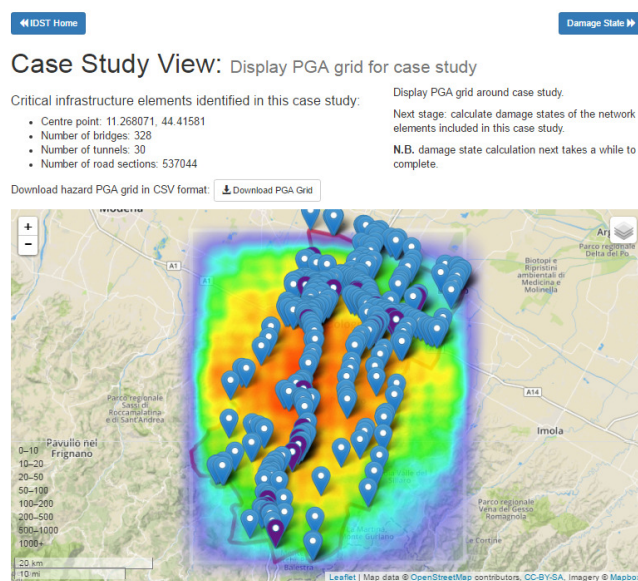 IDST Home
Damage State
Case Study View: Display PGA grid for case study
Critical infrastructure elements identified in this case study:
Centre point: 11.268071, 44.41581
Number of bridges: 328
Number of tunnels: 30
Number of road sections: 537044
Display PGA grid around case study.
Next stage: calculate damage states of the network
elements included in this case study.
N.B. damage state calculation next takes a while to
complete.
Download hazard PGA grid in CSV format: Download PGA Grid
+
−
A1
Parco regionale
Delta del Po
Biotopi e
Ripristini
ambientali di
Medicina e
Molinella
A14
Parco regionale
Sassi di
Roccamalatina
e di Sant'Andrea
Imola
Pavullo nel
Frignano
0–10
10–20
20–50
50–100
100–200
200–500
500–1000
1000+
Parco regionale
Vena del Gesso
Romagnola
20 km
10 mi
Leaflet | Map data © OpenStreetMap contributors, CC-BY-SA, Imagery © Mapbo